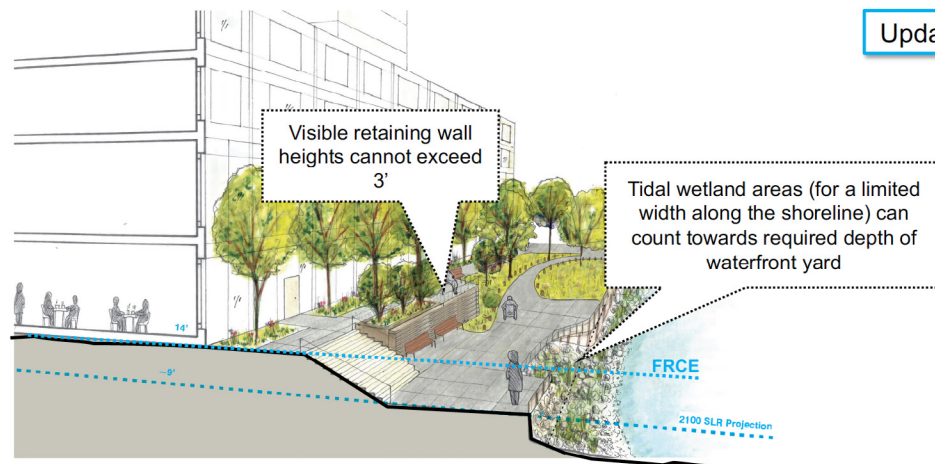 Upda
Visible retaining wall
heights cannot exceed
3’
Tidal wetland areas (for a limited
width along the shoreline) can
count towards required depth of
waterfront yard
14’
FRCE
2100 SLR Projection